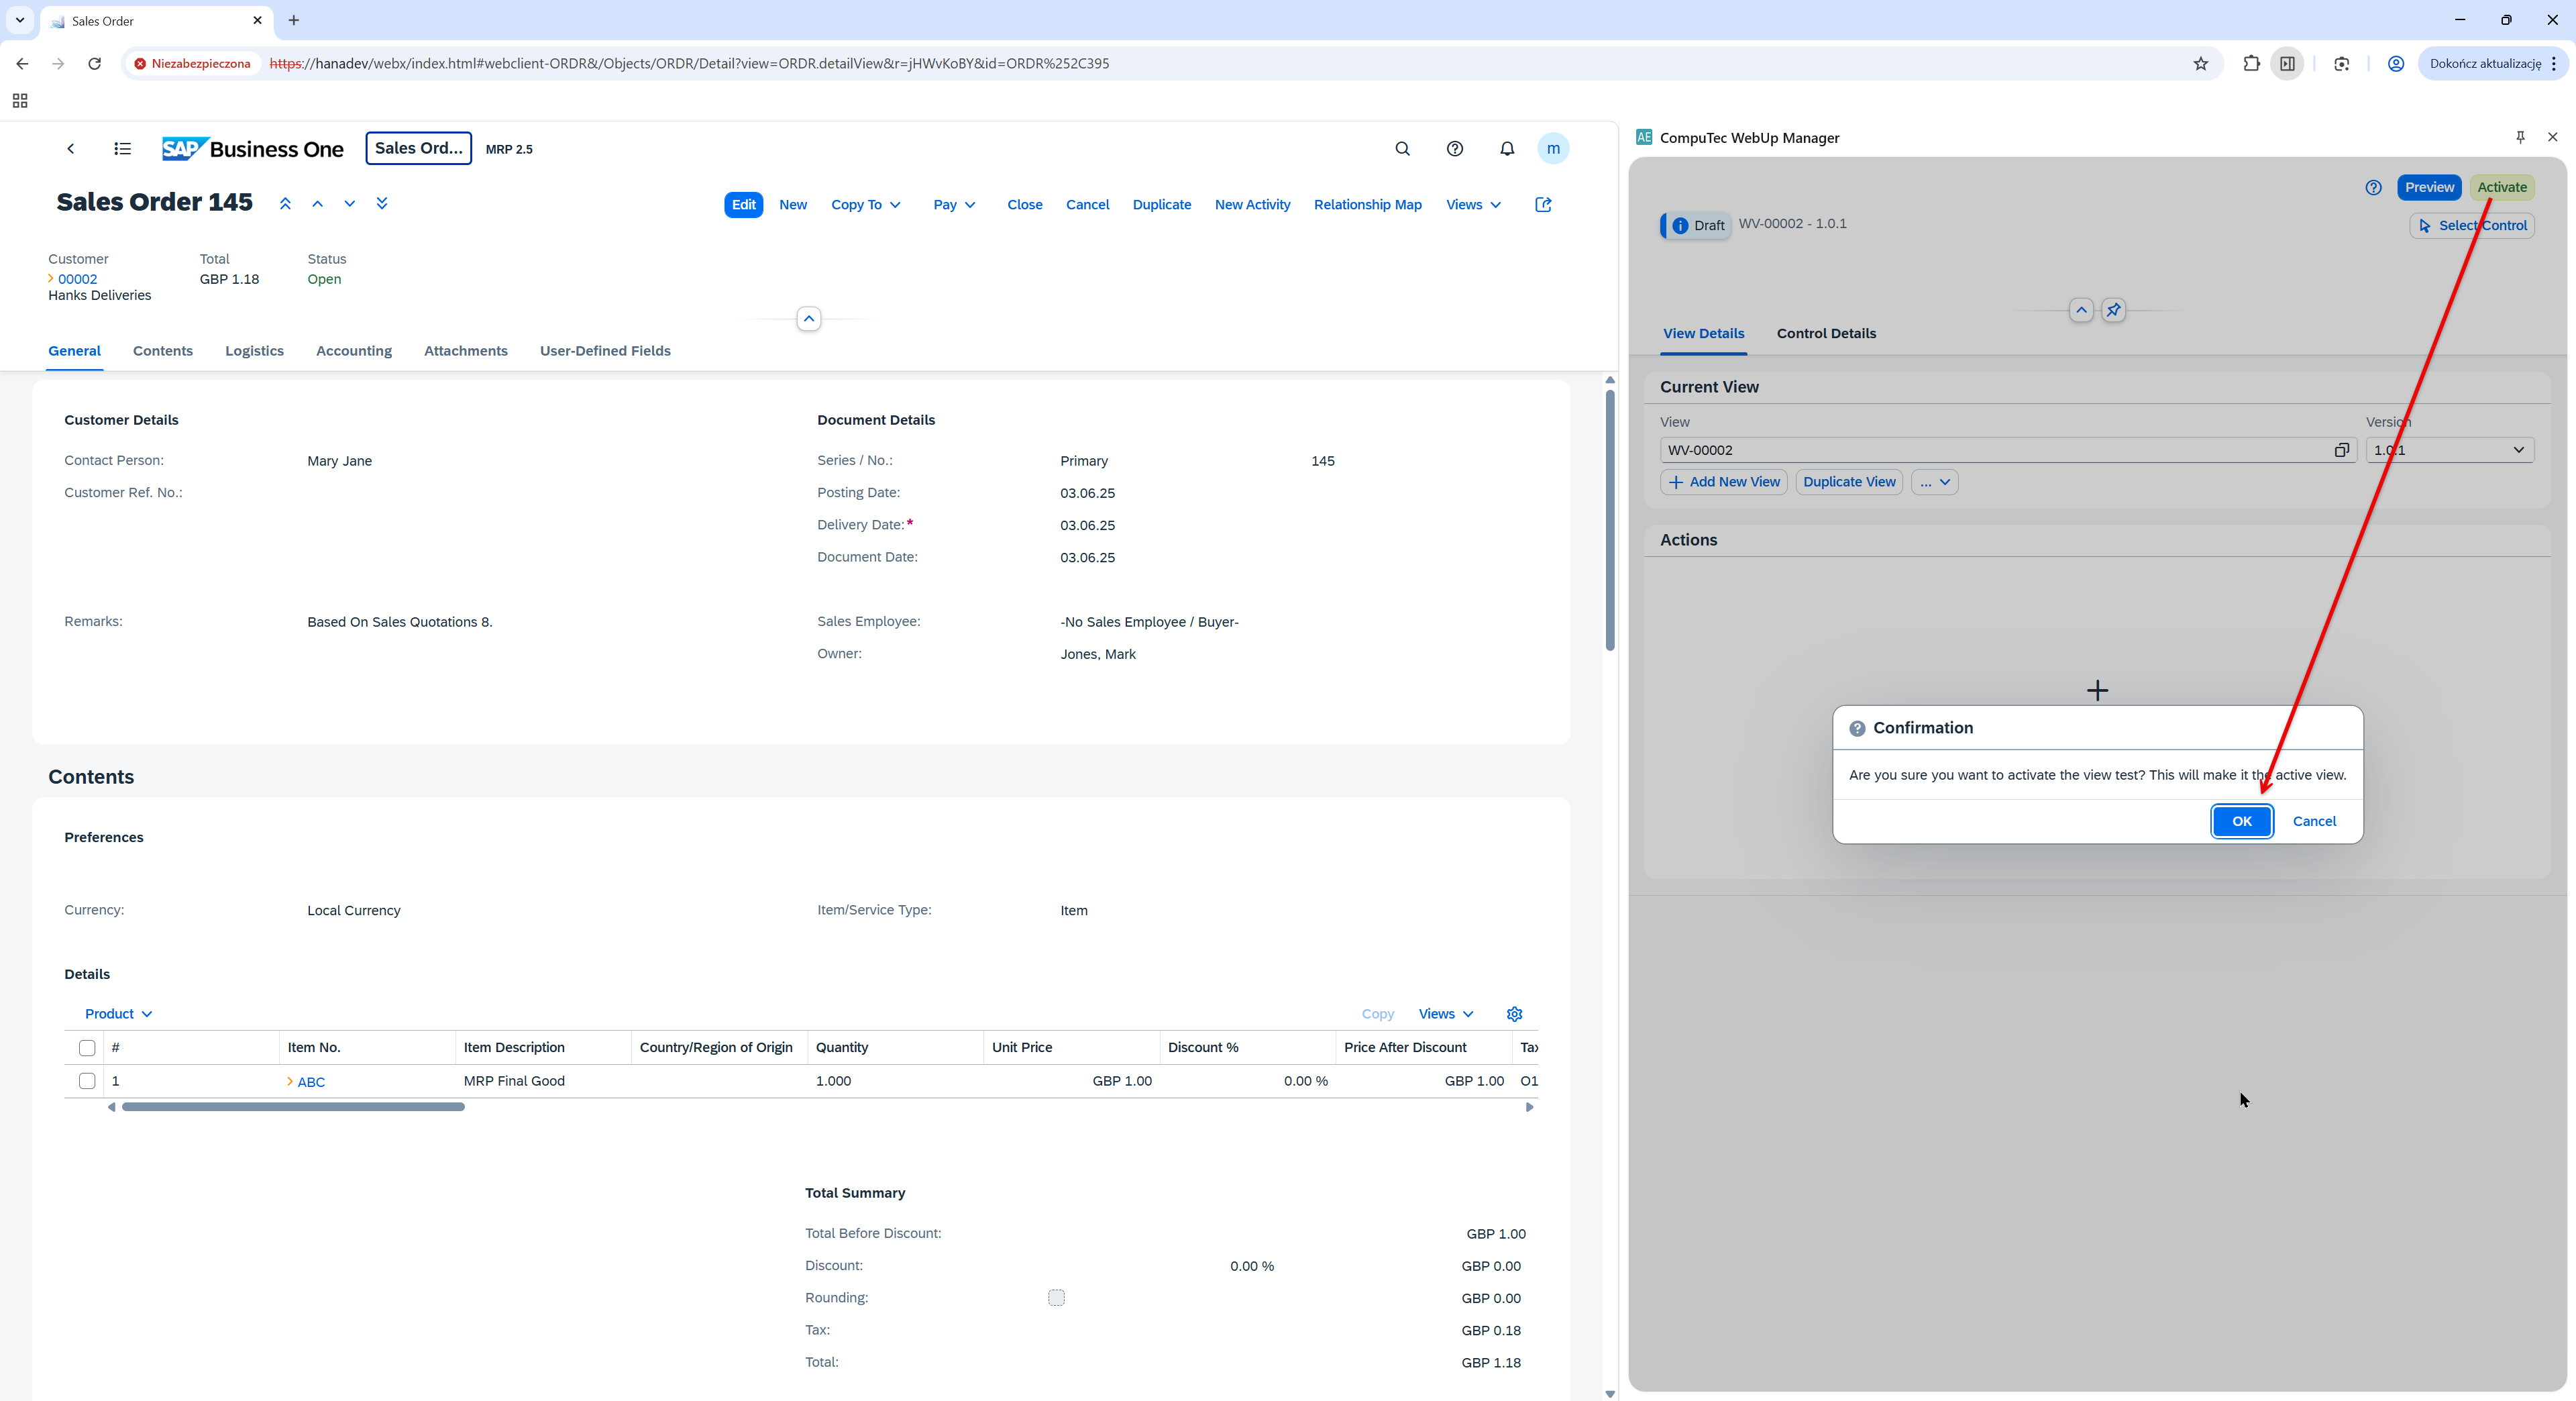 Sales Order
Niezabezpieczona https://hanadev/webx/index.html#webclient-ORDR&/Objects/ORDR/Detail?view=ORDR.detailView&r=jHWvKoBY&id=ORDR%252C395 Dokończ aktualizację
SAP Business One Sales Ord... MRP 2.5 m
Sales Order 145 Edit New Copy To Pay Close Cancel Duplicate New Activity Relationship Map Views
Customer Total Status
00002 GBP 1.18 Open
Hanks Deliveries
General Contents Logistics Accounting Attachments User-Defined Fields
Customer Details Document Details
Contact Person: Mary Jane Series / No.: Primary 145
Customer Ref. No.: Posting Date: 03.06.25
Delivery Date:* 03.06.25
Document Date: 03.06.25
Remarks: Based On Sales Quotations 8. Sales Employee: -No Sales Employee / Buyer-
Owner: Jones, Mark
Contents
Preferences
Currency: Local Currency Item/Service Type: Item
Details
Product Copy Views
# Item No. Item Description Country/Region of Origin Quantity Unit Price Discount % Price After Discount Tax
1 ABC MRP Final Good 1.000 GBP 1.00 0.00 % GBP 1.00 O1
Total Summary
Total Before Discount: GBP 1.00
Discount: 0.00 % GBP 0.00
Rounding: GBP 0.00
Tax: GBP 0.18
Total: GBP 1.18
AE CompuTec WebUp Manager
Preview Activate
Draft WV-00002 - 1.0.1 Select Control
View Details Control Details
Current View
View Version
WV-00002 1.0.1
Add New View Duplicate View ...
Actions
Confirmation
Are you sure you want to activate the view test? This will make it the active view.
OK Cancel